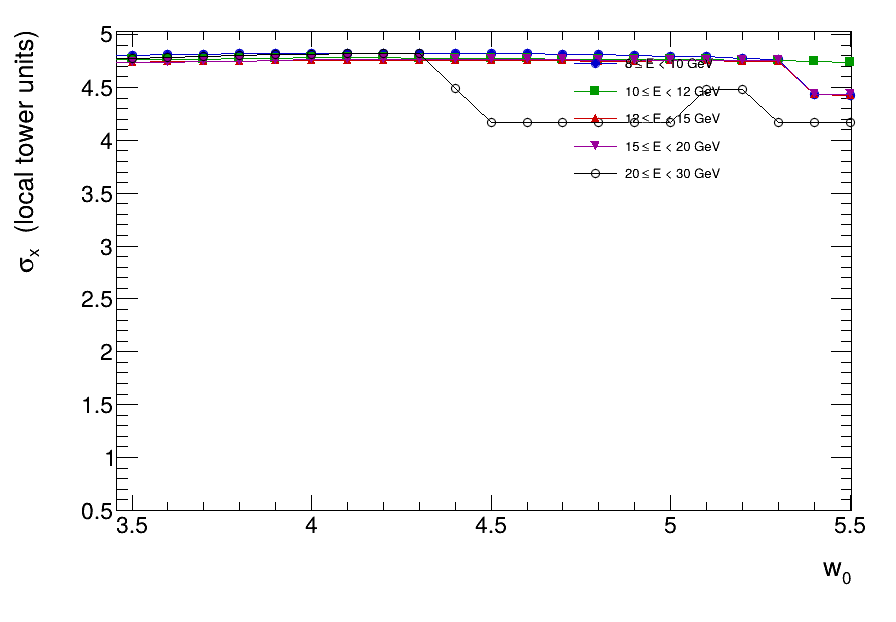 σx (local tower units)
5
4.5
4
3.5
3
2.5
2
1.5
1
0.5
8 ≤ E < 10 GeV
10 ≤ E < 12 GeV
12 ≤ E < 15 GeV
15 ≤ E < 20 GeV
20 ≤ E < 30 GeV
3.5 4 4.5 5 5.5
w0